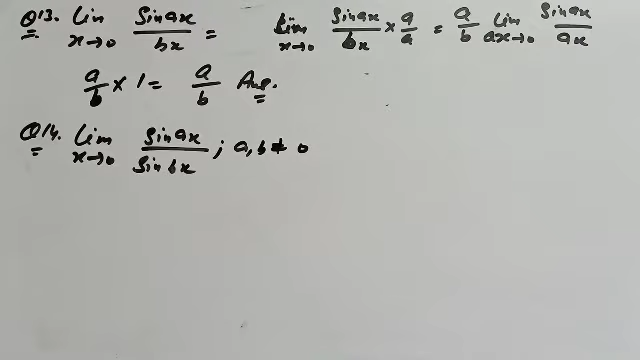 Q13. Lim x→0 Sinax/bx = Lim x→0 Sinax/bx × a/a = a/b Lim ax→0 Sinax/ax
a/b × 1 = a/b Ans.
Q14. Lim x→0 Sinax/Sinbx ; a, b ≠ 0